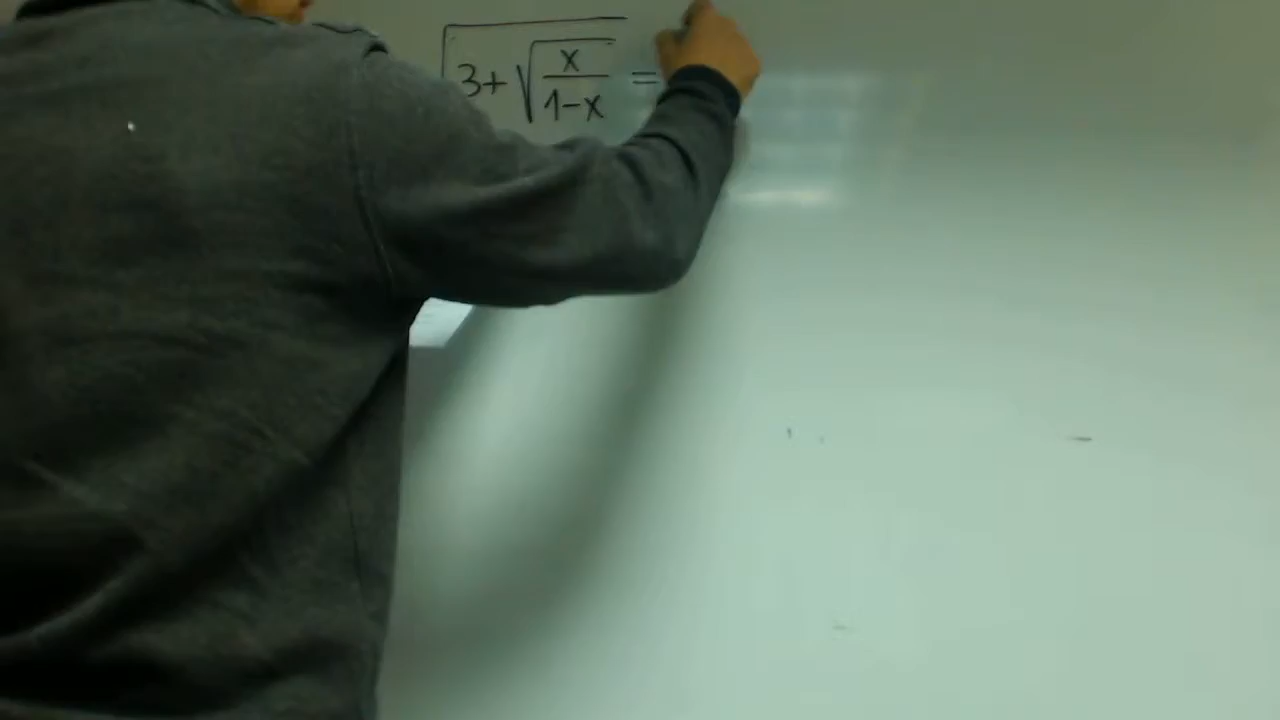 √(3+√(x/(1-x))) =